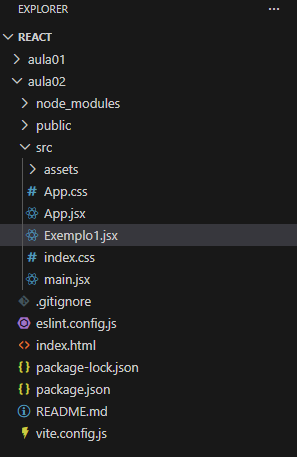 EXPLORER
REACT
aula01
aula02
node_modules
public
src
assets
# App.css
App.jsx
Exemplo1.jsx
# index.css
main.jsx
.gitignore
eslint.config.js
<> index.html
{} package-lock.json
{} package.json
README.md
vite.config.js